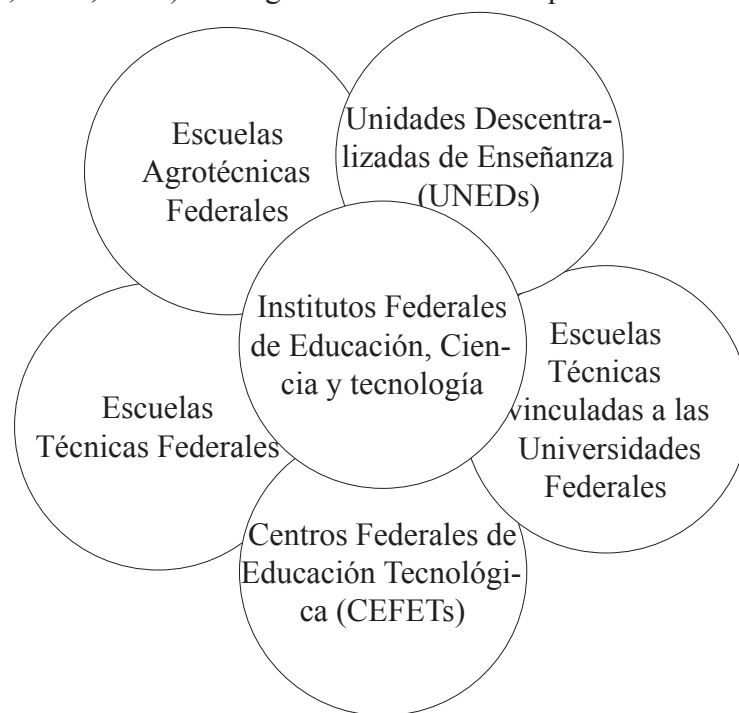 Escuelas
Agrotécnicas
Federales
Unidades Descentra-
lizadas de Enseñanza
(UNEDs)
Institutos Federales
de Educación, Cien-
cia y tecnología
Escuelas
Técnicas
vinculadas a las
Universidades
Federales
Escuelas
Técnicas Federales
Centros Federales de
Educación Tecnológi-
ca (CEFETs)